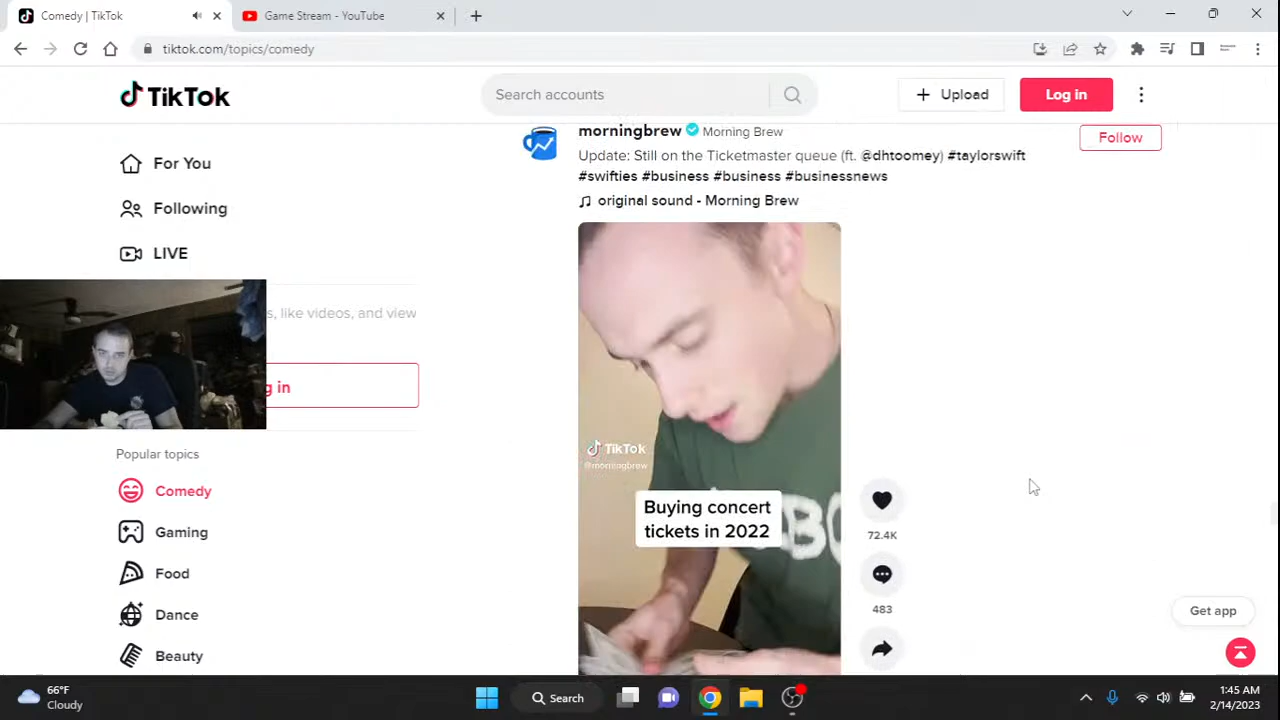 Comedy | TikTok
Game Stream - YouTube
tiktok.com/topics/comedy
TikTok
Search accounts
Upload
Log in
For You
Following
LIVE
s, like videos, and view
g in
Popular topics
Comedy
Gaming
Food
Dance
Beauty
morningbrew Morning Brew
Follow
Update: Still on the Ticketmaster queue (ft. @dhtoomey) #taylorswift
#swifties #business #business #businessnews
original sound - Morning Brew
TikTok
@morningbrew
Buying concert
tickets in 2022
72.4K
483
Get app
66°F
Cloudy
Search
1:45 AM
2/14/2023